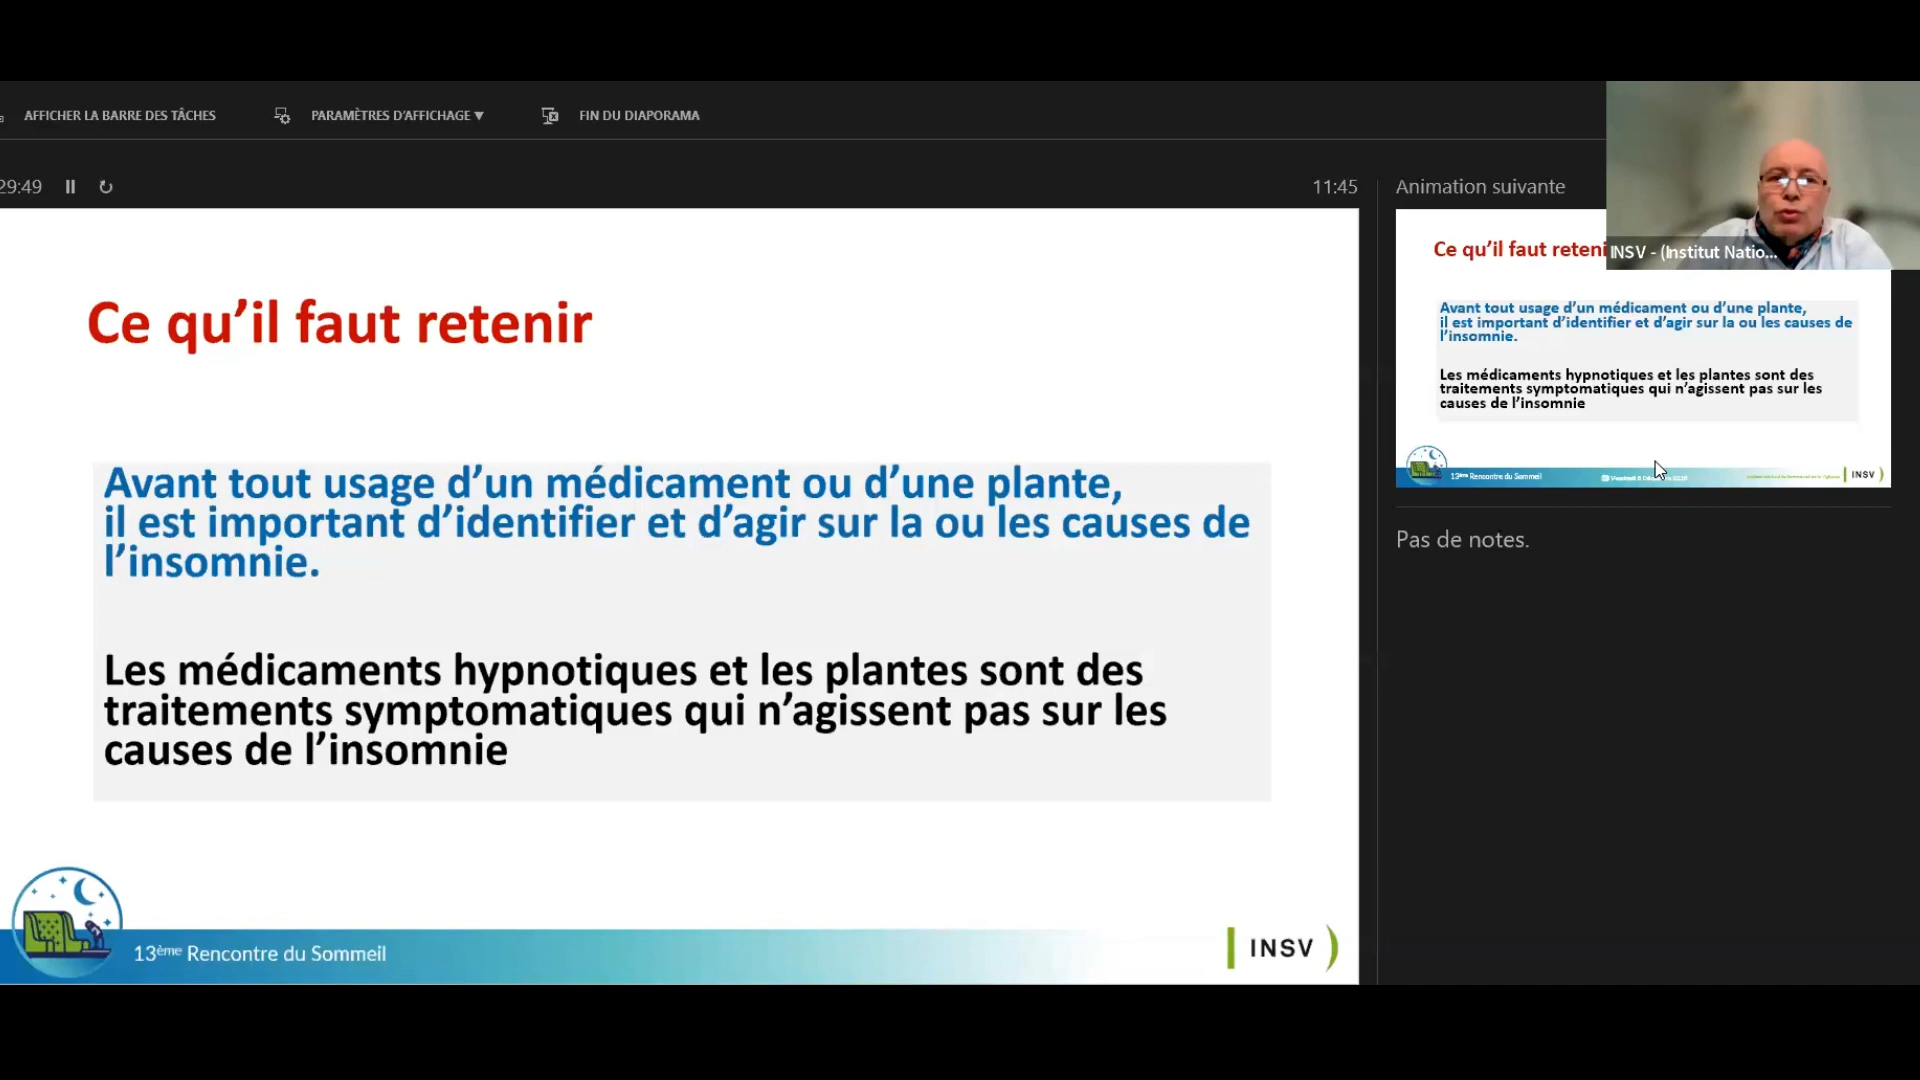 AFFICHER LA BARRE DES TÂCHES
PARAMÈTRES D'AFFICHAGE ▼
FIN DU DIAPORAMA
29:49
11:45
Animation suivante
Ce qu’il faut retenir
Avant tout usage d’un médicament ou d’une plante,
il est important d’identifier et d’agir sur la ou les causes de
l’insomnie.
Les médicaments hypnotiques et les plantes sont des
traitements symptomatiques qui n’agissent pas sur les
causes de l’insomnie
13ème Rencontre du Sommeil
INSV
INSV - (Institut Natio...
Ce qu’il faut reteni
Avant tout usage d’un médicament ou d’une plante,
il est important d’identifier et d’agir sur la ou les causes de
l’insomnie.
Les médicaments hypnotiques et les plantes sont des
traitements symptomatiques qui n’agissent pas sur les
causes de l’insomnie
13ème Rencontre du Sommeil
INSV
Pas de notes.